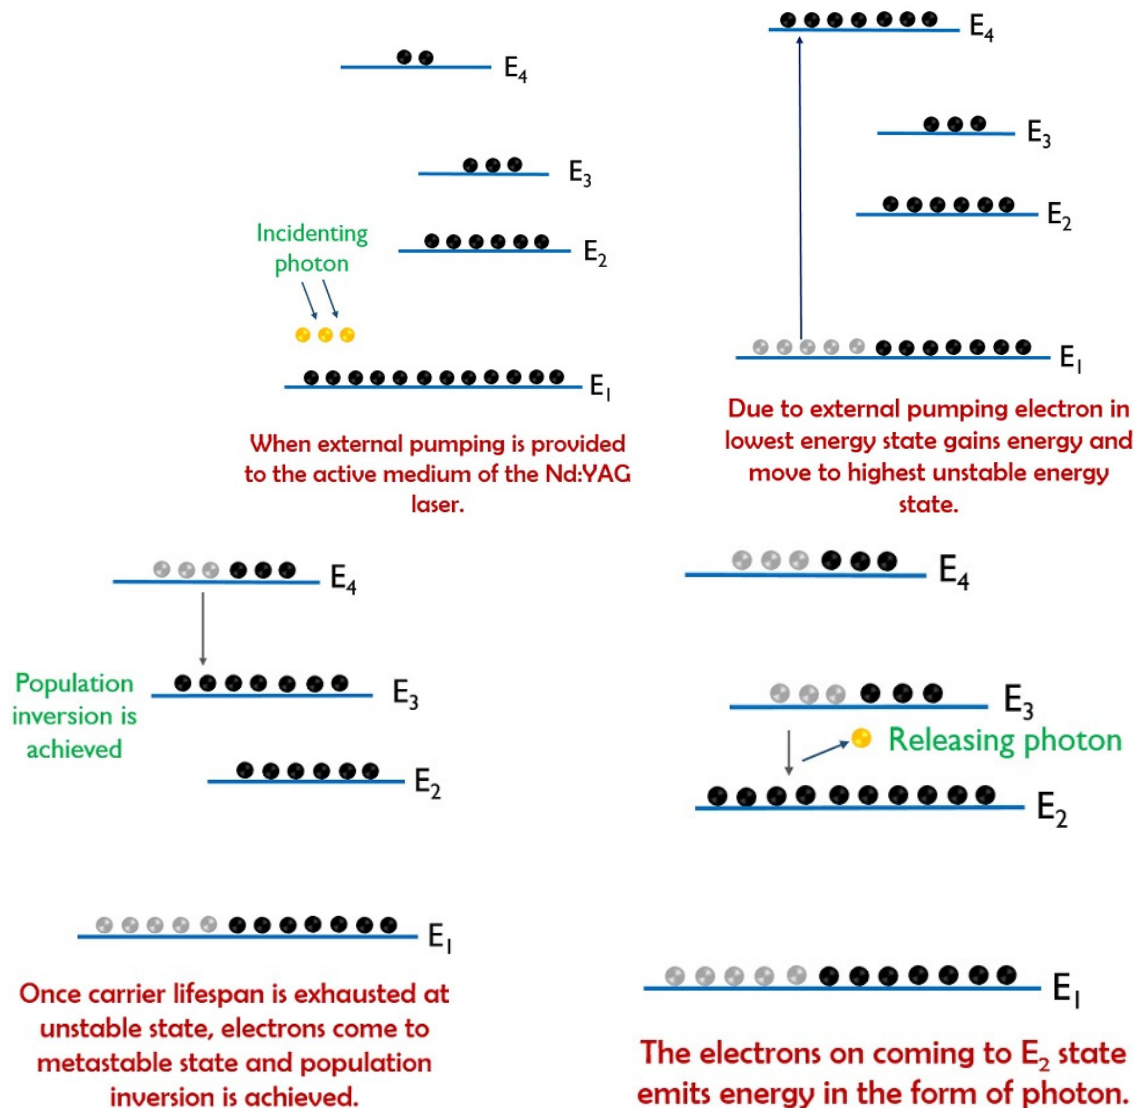 E₄
E₃
Incidenting
photon
E₂
E₁
When external pumping is provided
to the active medium of the Nd:YAG
laser.
E₄
E₃
E₂
E₁
Due to external pumping electron in
lowest energy state gains energy and
move to highest unstable energy
state.
E₄
Population
inversion is
achieved
E₃
E₂
E₁
Once carrier lifespan is exhausted at
unstable state, electrons come to
metastable state and population
inversion is achieved.
E₄
E₃
Releasing photon
E₂
E₁
The electrons on coming to E₂ state
emits energy in the form of photon.